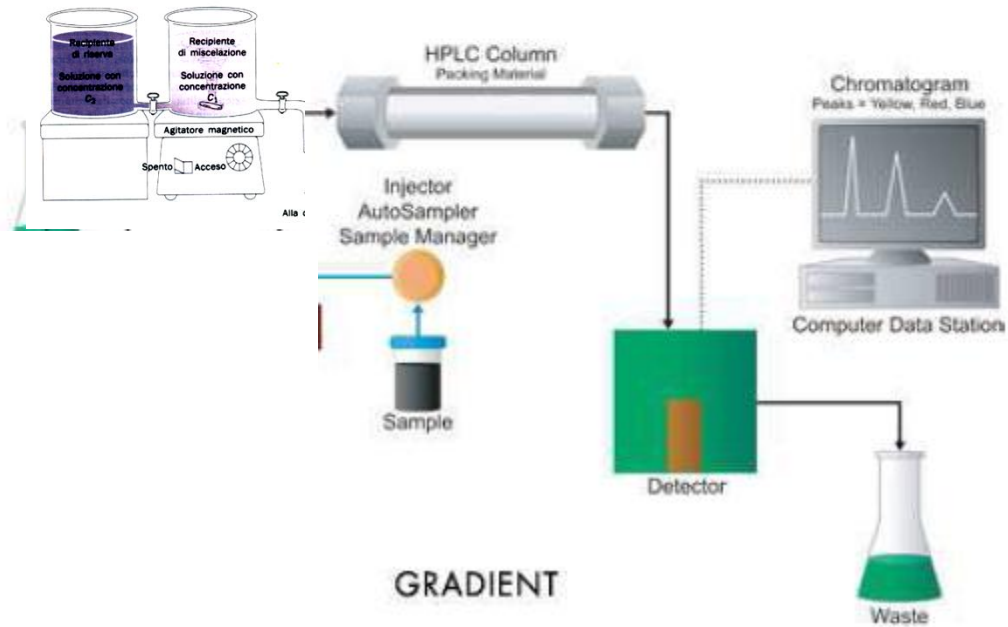 Recipiente
di riserva
Soluzione con
concentrazione
C2
Recipiente
di miscelazione
Soluzione con
concentrazione
C1
Agitatore magnetico
Spento
Acceso
Alla
HPLC Column
Packing Material
Chromatogram
Peaks = Yellow, Red, Blue
Injector
AutoSampler
Sample Manager
Computer Data Station
Sample
Detector
GRADIENT
Waste